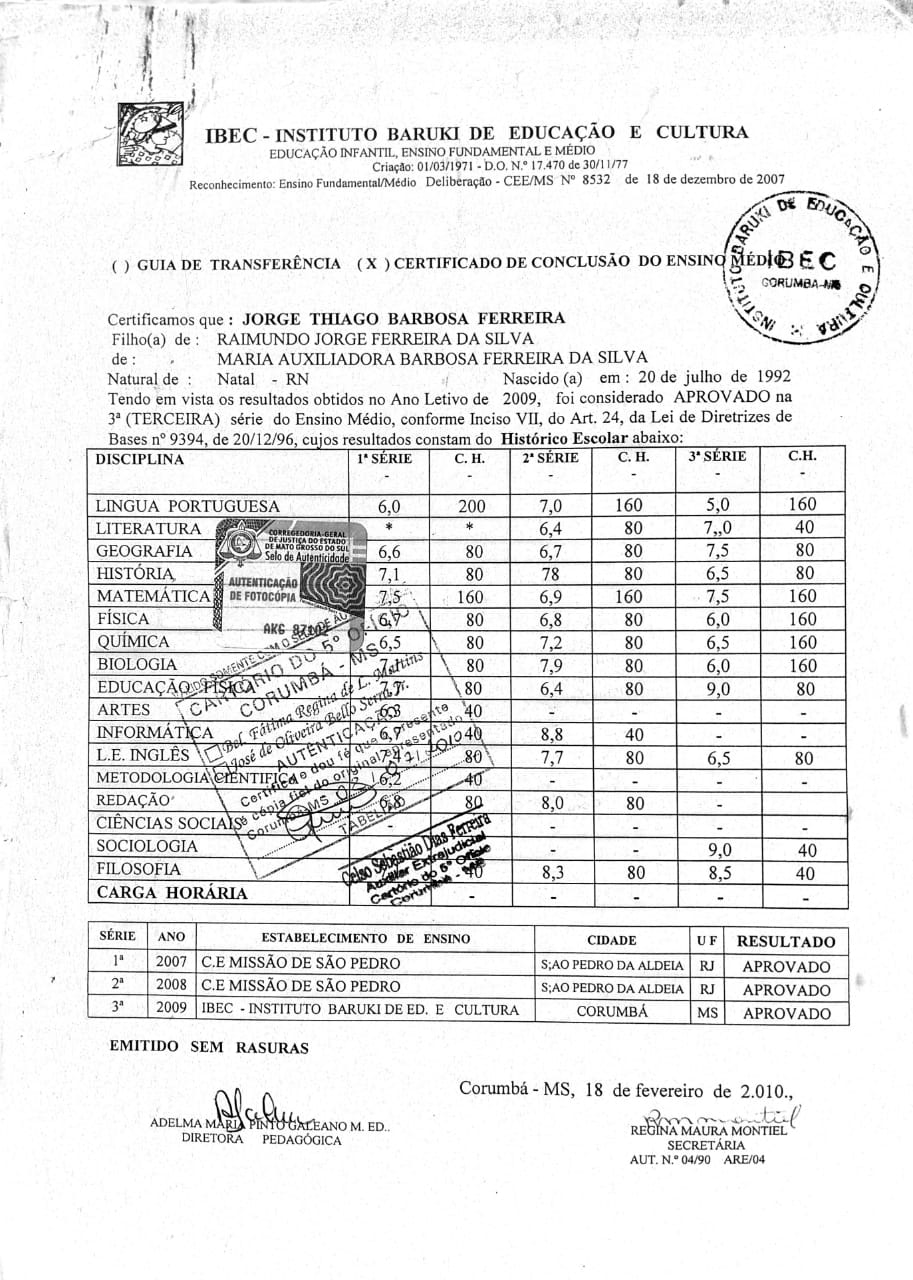 IBEC - INSTITUTO BARUKI DE EDUCAÇÃO E CULTURA
EDUCAÇÃO INFANTIL, ENSINO FUNDAMENTAL E MÉDIO
Criação: 01/03/1971 - D.O. N.º 17.470 de 30/11/77
Reconhecimento: Ensino Fundamental/Médio Deliberação - CEE/MS Nº 8532 de 18 de dezembro de 2007
INSTITUTO BARUKI DE EDUCAÇÃO E CULTURA
IBEC
CORUMBA-MS
( ) GUIA DE TRANSFERÊNCIA ( X ) CERTIFICADO DE CONCLUSÃO DO ENSINO MÉDIO
Certificamos que : JORGE THIAGO BARBOSA FERREIRA
Filho(a) de : RAIMUNDO JORGE FERREIRA DA SILVA
de : MARIA AUXILIADORA BARBOSA FERREIRA DA SILVA
Natural de : Natal - RN Nascido (a) em : 20 de julho de 1992
Tendo em vista os resultados obtidos no Ano Letivo de 2009, foi considerado APROVADO na
3ª (TERCEIRA) série do Ensino Médio, conforme Inciso VII, do Art. 24, da Lei de Diretrizes de
Bases nº 9394, de 20/12/96, cujos resultados constam do Histórico Escolar abaixo:
DISCIPLINA 1ª SÉRIE C. H. 2ª SÉRIE C. H. 3ª SÉRIE C.H.
- - - - - -
LINGUA PORTUGUESA 6,0 200 7,0 160 5,0 160
LITERATURA * * 6,4 80 7,,0 40
GEOGRAFIA 6,6 80 6,7 80 7,5 80
HISTÓRIA 7,1 80 78 80 6,5 80
MATEMÁTICA 7,5 160 6,9 160 7,5 160
FÍSICA 6,7 80 6,8 80 6,0 160
QUÍMICA 6,5 80 7,2 80 6,5 160
BIOLOGIA 80 7,9 80 6,0 160
EDUCAÇÃO FÍSICA 7,7 80 6,4 80 9,0 80
ARTES 6,3 40 - - - -
INFORMÁTICA 6,7 40 8,8 40 - -
L.E. INGLÊS 7,4 80 7,7 80 6,5 80
METODOLOGIA CIENTIFICA 6,2 40 - - - -
REDAÇÃO 6,8 80 8,0 80 - -
CIÊNCIAS SOCIAIS - - - - - -
SOCIOLOGIA - - 9,0 40
FILOSOFIA 40 8,3 80 8,5 40
CARGA HORÁRIA - - - - -
CORREGEDORIA-GERAL
DE JUSTIÇA DO ESTADO
DE MATO GROSSO DO SUL
Selo de Autenticidade
AUTENTICAÇÃO
DE FOTOCÓPIA
AKG
VÁLIDO SOMENTE COM O SELO DE
CARTÓRIO DO 5º OFÍCIO
CORUMBÁ - MS
Bel. Fátima Regina de L. Martins
José de Oliveira Bello Serra Jr.
AUTENTICAÇÃO
Certifico e dou fé que a presente
é cópia fiel do original apresentado
Corumbá-MS
TABELIÃO
Celso Sebastião Dias Ferreira
Auxiliar Extrajudicial
Cartório do 5º Ofício
Corumbá - MS
SÉRIE ANO ESTABELECIMENTO DE ENSINO CIDADE U F RESULTADO
1ª 2007 C.E MISSÃO DE SÃO PEDRO S;AO PEDRO DA ALDEIA RJ APROVADO
2ª 2008 C.E MISSÃO DE SÃO PEDRO S;AO PEDRO DA ALDEIA RJ APROVADO
3ª 2009 IBEC - INSTITUTO BARUKI DE ED. E CULTURA CORUMBÁ MS APROVADO
EMITIDO SEM RASURAS
Corumbá - MS, 18 de fevereiro de 2.010.,
ADELMA MARIA PINTO GALEANO M. ED..
DIRETORA PEDAGÓGICA
REGINA MAURA MONTIEL
SECRETÁRIA
AUT. N.º 04/90 ARE/04